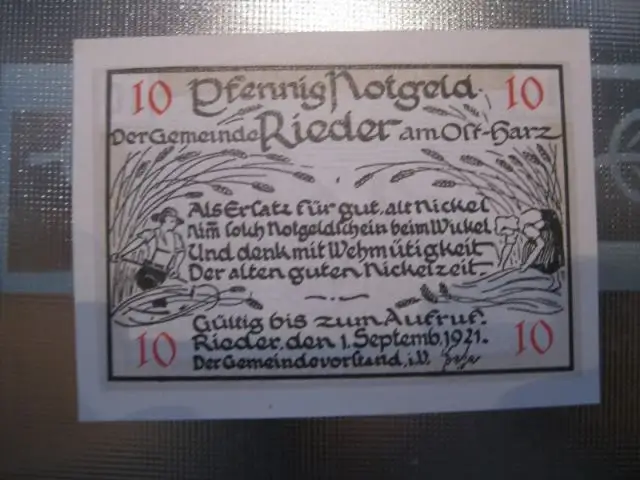 10 Pfennig Notgeld. 10
Der Gemeinde Rieder am Ost-Harz
Als Ersatz für gut, alt Nickel
Nim̄ solch Notgeldschein beim Wickel
Und denk mit Wehmütigkeit
Der alten guten Nickelzeit.
Gültig bis zum Aufruf.
10 Rieder, den 1. Septemb. 1921. 10
Der Gemeindevorstand, i.V.